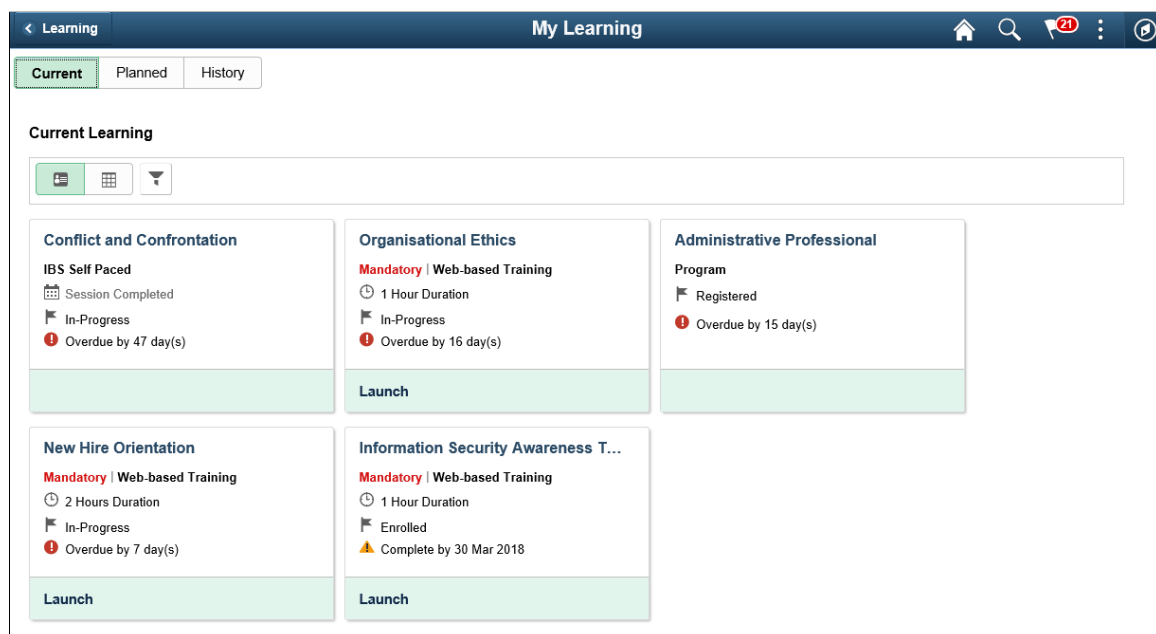 Learning
My Learning
21
Current
Planned
History
Current Learning
Conflict and Confrontation
IBS Self Paced
Session Completed
In-Progress
Overdue by 47 day(s)
Organisational Ethics
Mandatory | Web-based Training
1 Hour Duration
In-Progress
Overdue by 16 day(s)
Launch
Administrative Professional
Program
Registered
Overdue by 15 day(s)
New Hire Orientation
Mandatory | Web-based Training
2 Hours Duration
In-Progress
Overdue by 7 day(s)
Launch
Information Security Awareness T...
Mandatory | Web-based Training
1 Hour Duration
Enrolled
Complete by 30 Mar 2018
Launch